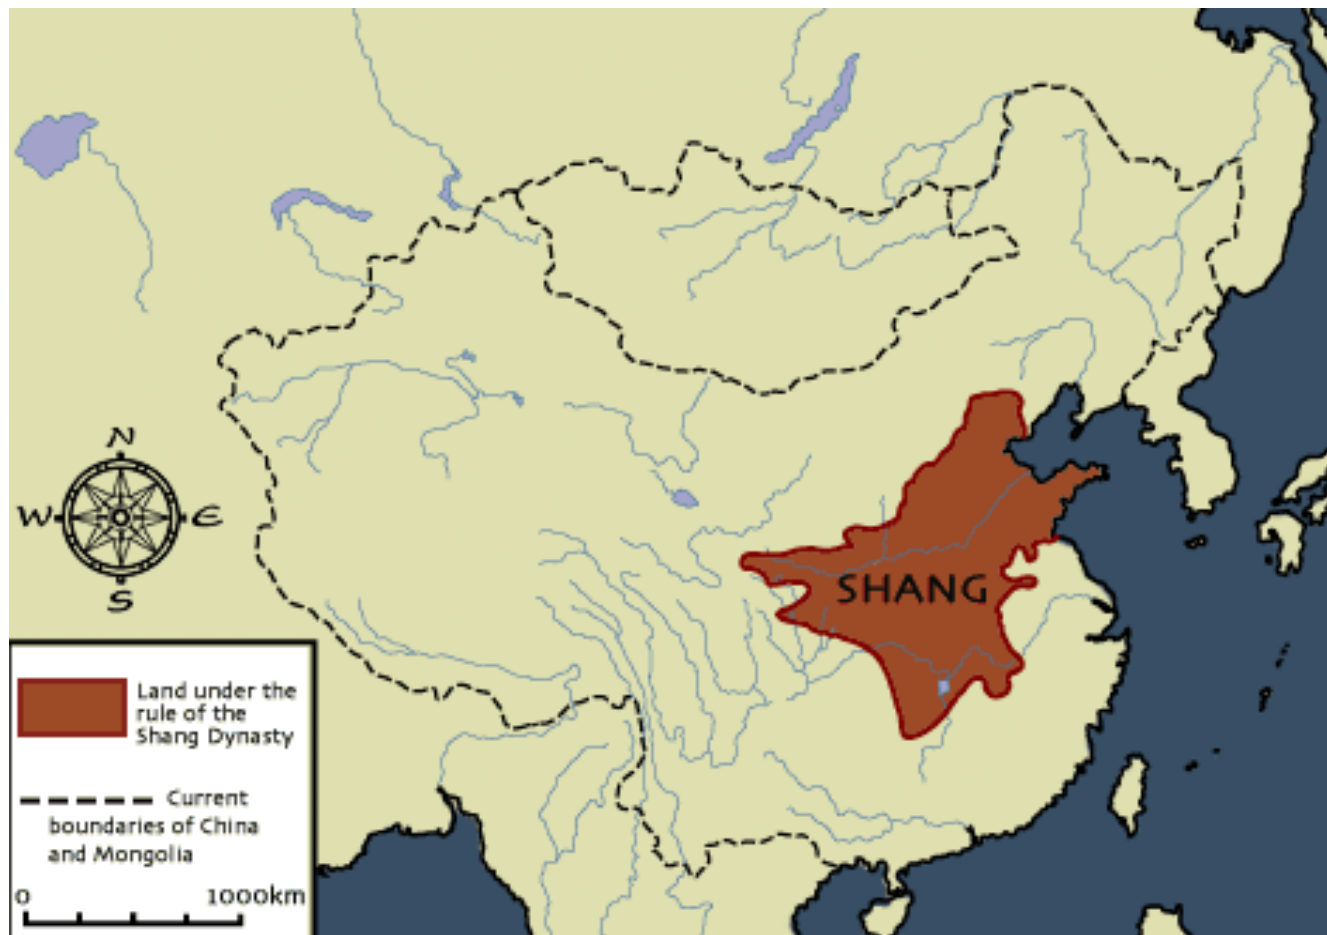 N
W
E
S
SHANG
Land under the
rule of the
Shang Dynasty
Current
boundaries of China
and Mongolia
0
1000km